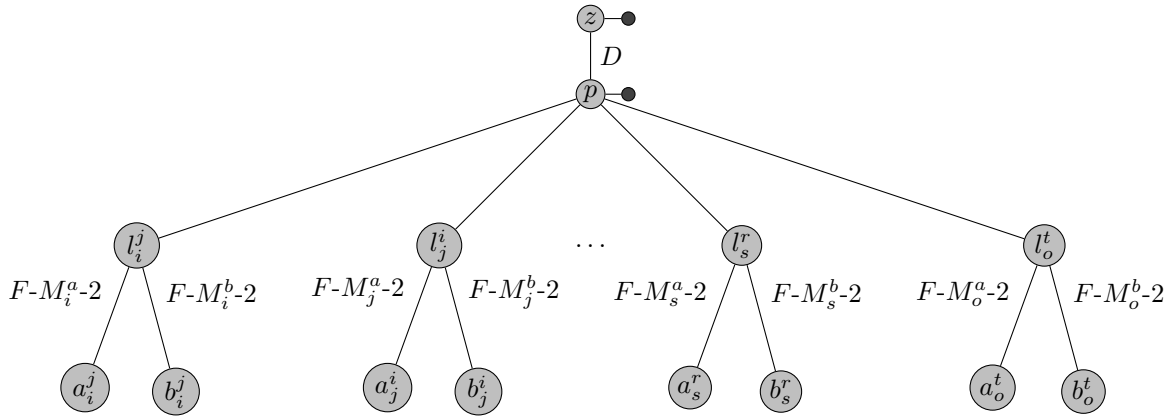 z
D
p
l_i^j l_j^i ... l_s^r l_o^t
F-M_i^a-2 F-M_i^b-2 F-M_j^a-2 F-M_j^b-2 F-M_s^a-2 F-M_s^b-2 F-M_o^a-2 F-M_o^b-2
a_i^j b_i^j a_j^i b_j^i a_s^r b_s^r a_o^t b_o^t